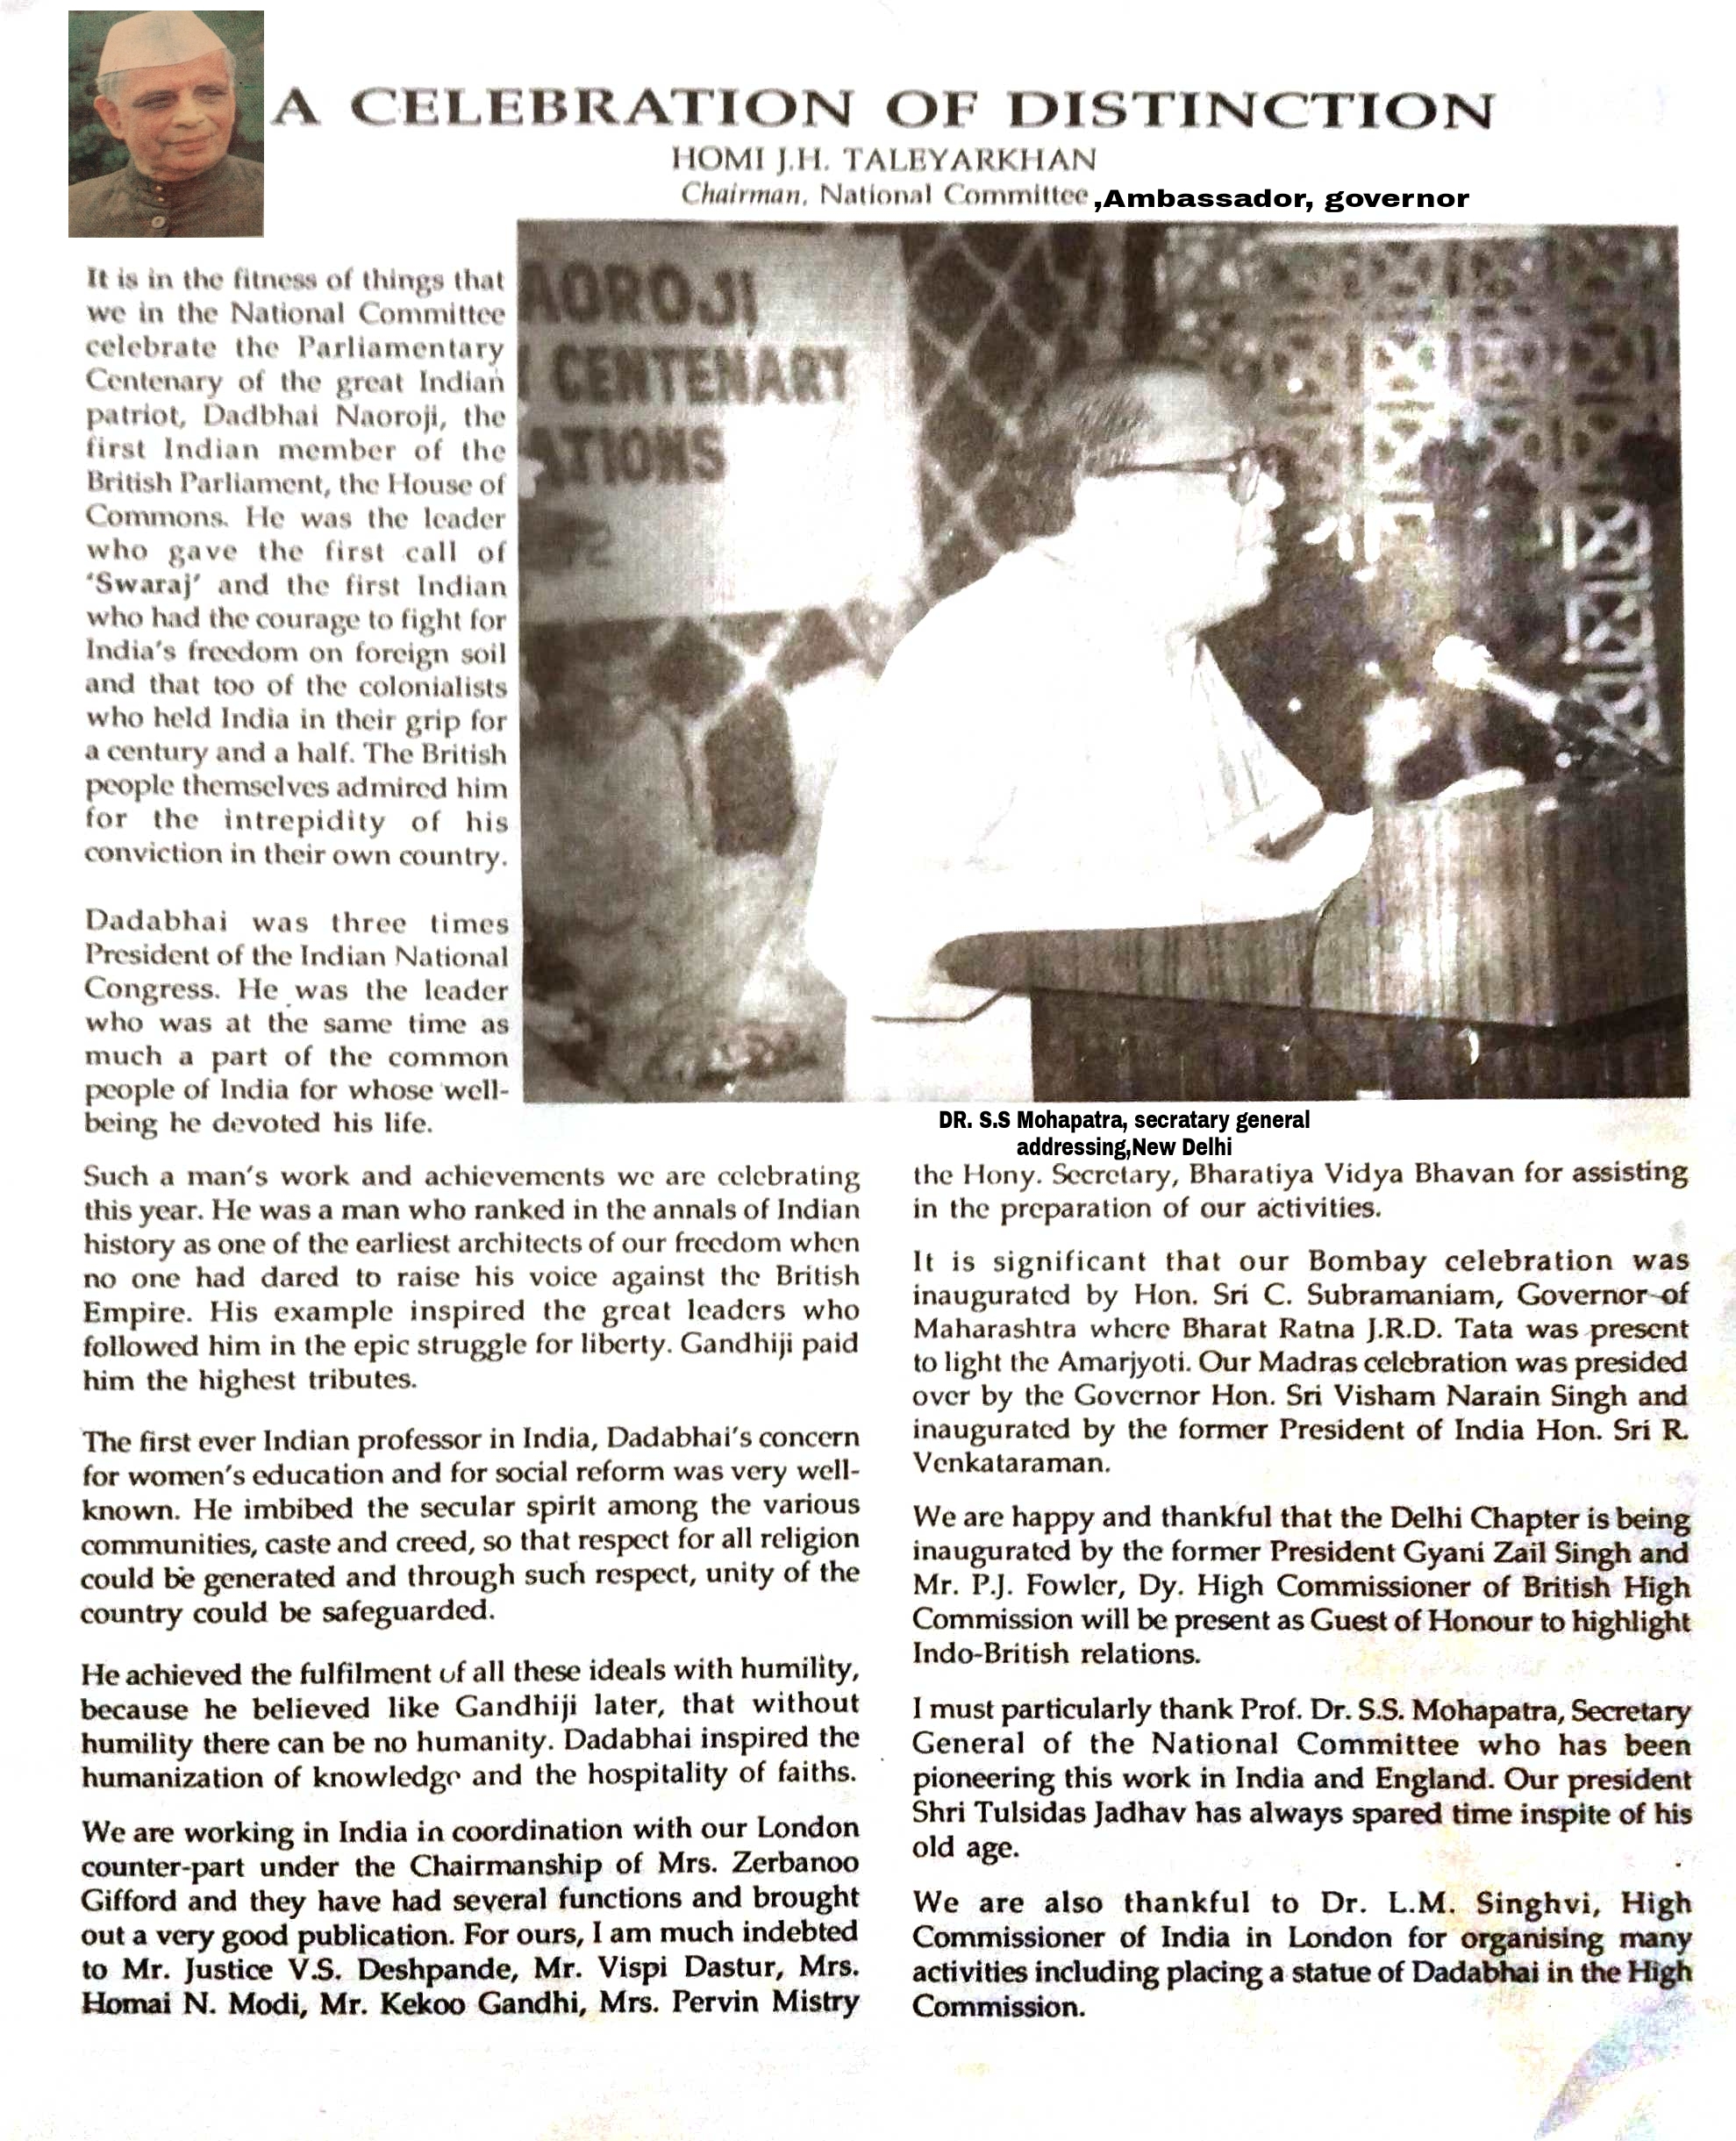 A CELEBRATION OF DISTINCTION
HOMI J.H. TALEYARKHAN
Chairman, National Committee ,Ambassador, governor
It is in the fitness of things that
we in the National Committee
celebrate the Parliamentary
Centenary of the great Indian
patriot, Dadbhai Naoroji, the
first Indian member of the
British Parliament, the House of
Commons. He was the leader
who gave the first call of
'Swaraj' and the first Indian
who had the courage to fight for
India's freedom on foreign soil
and that too of the colonialists
who held India in their grip for
a century and a half. The British
people themselves admired him
for the intrepidity of his
conviction in their own country.
Dadabhai was three times
President of the Indian National
Congress. He was the leader
who was at the same time as
much a part of the common
people of India for whose well-
being he devoted his life.
AOROJI
CENTENARY
ATIONS
DR. S.S Mohapatra, secratary general
addressing,New Delhi
Such a man's work and achievements we are celebrating
this year. He was a man who ranked in the annals of Indian
history as one of the earliest architects of our freedom when
no one had dared to raise his voice against the British
Empire. His example inspired the great leaders who
followed him in the epic struggle for liberty. Gandhiji paid
him the highest tributes.
The first ever Indian professor in India, Dadabhai's concern
for women's education and for social reform was very well-
known. He imbibed the secular spirit among the various
communities, caste and creed, so that respect for all religion
could be generated and through such respect, unity of the
country could be safeguarded.
He achieved the fulfilment of all these ideals with humility,
because he believed like Gandhiji later, that without
humility there can be no humanity. Dadabhai inspired the
humanization of knowledge and the hospitality of faiths.
We are working in India in coordination with our London
counter-part under the Chairmanship of Mrs. Zerbanoo
Gifford and they have had several functions and brought
out a very good publication. For ours, I am much indebted
to Mr. Justice V.S. Deshpande, Mr. Vispi Dastur, Mrs.
Homai N. Modi, Mr. Kekoo Gandhi, Mrs. Pervin Mistry
the Hony. Secretary, Bharatiya Vidya Bhavan for assisting
in the preparation of our activities.
It is significant that our Bombay celebration was
inaugurated by Hon. Sri C. Subramaniam, Governor of
Maharashtra where Bharat Ratna J.R.D. Tata was present
to light the Amarjyoti. Our Madras celebration was presided
over by the Governor Hon. Sri Visham Narain Singh and
inaugurated by the former President of India Hon. Sri R.
Venkataraman.
We are happy and thankful that the Delhi Chapter is being
inaugurated by the former President Gyani Zail Singh and
Mr. P.J. Fowler, Dy. High Commissioner of British High
Commission will be present as Guest of Honour to highlight
Indo-British relations.
I must particularly thank Prof. Dr. S.S. Mohapatra, Secretary
General of the National Committee who has been
pioneering this work in India and England. Our president
Shri Tulsidas Jadhav has always spared time inspite of his
old age.
We are also thankful to Dr. L.M. Singhvi, High
Commissioner of India in London for organising many
activities including placing a statue of Dadabhai in the High
Commission.